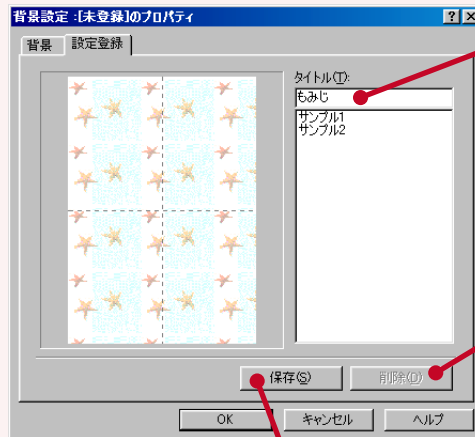 背景設定 :[未登録]のプロパティ
背景
設定登録
タイトル(T):
もみじ
サンプル1
サンプル2
保存(S)
削除(D)
OK
キャンセル
ヘルプ